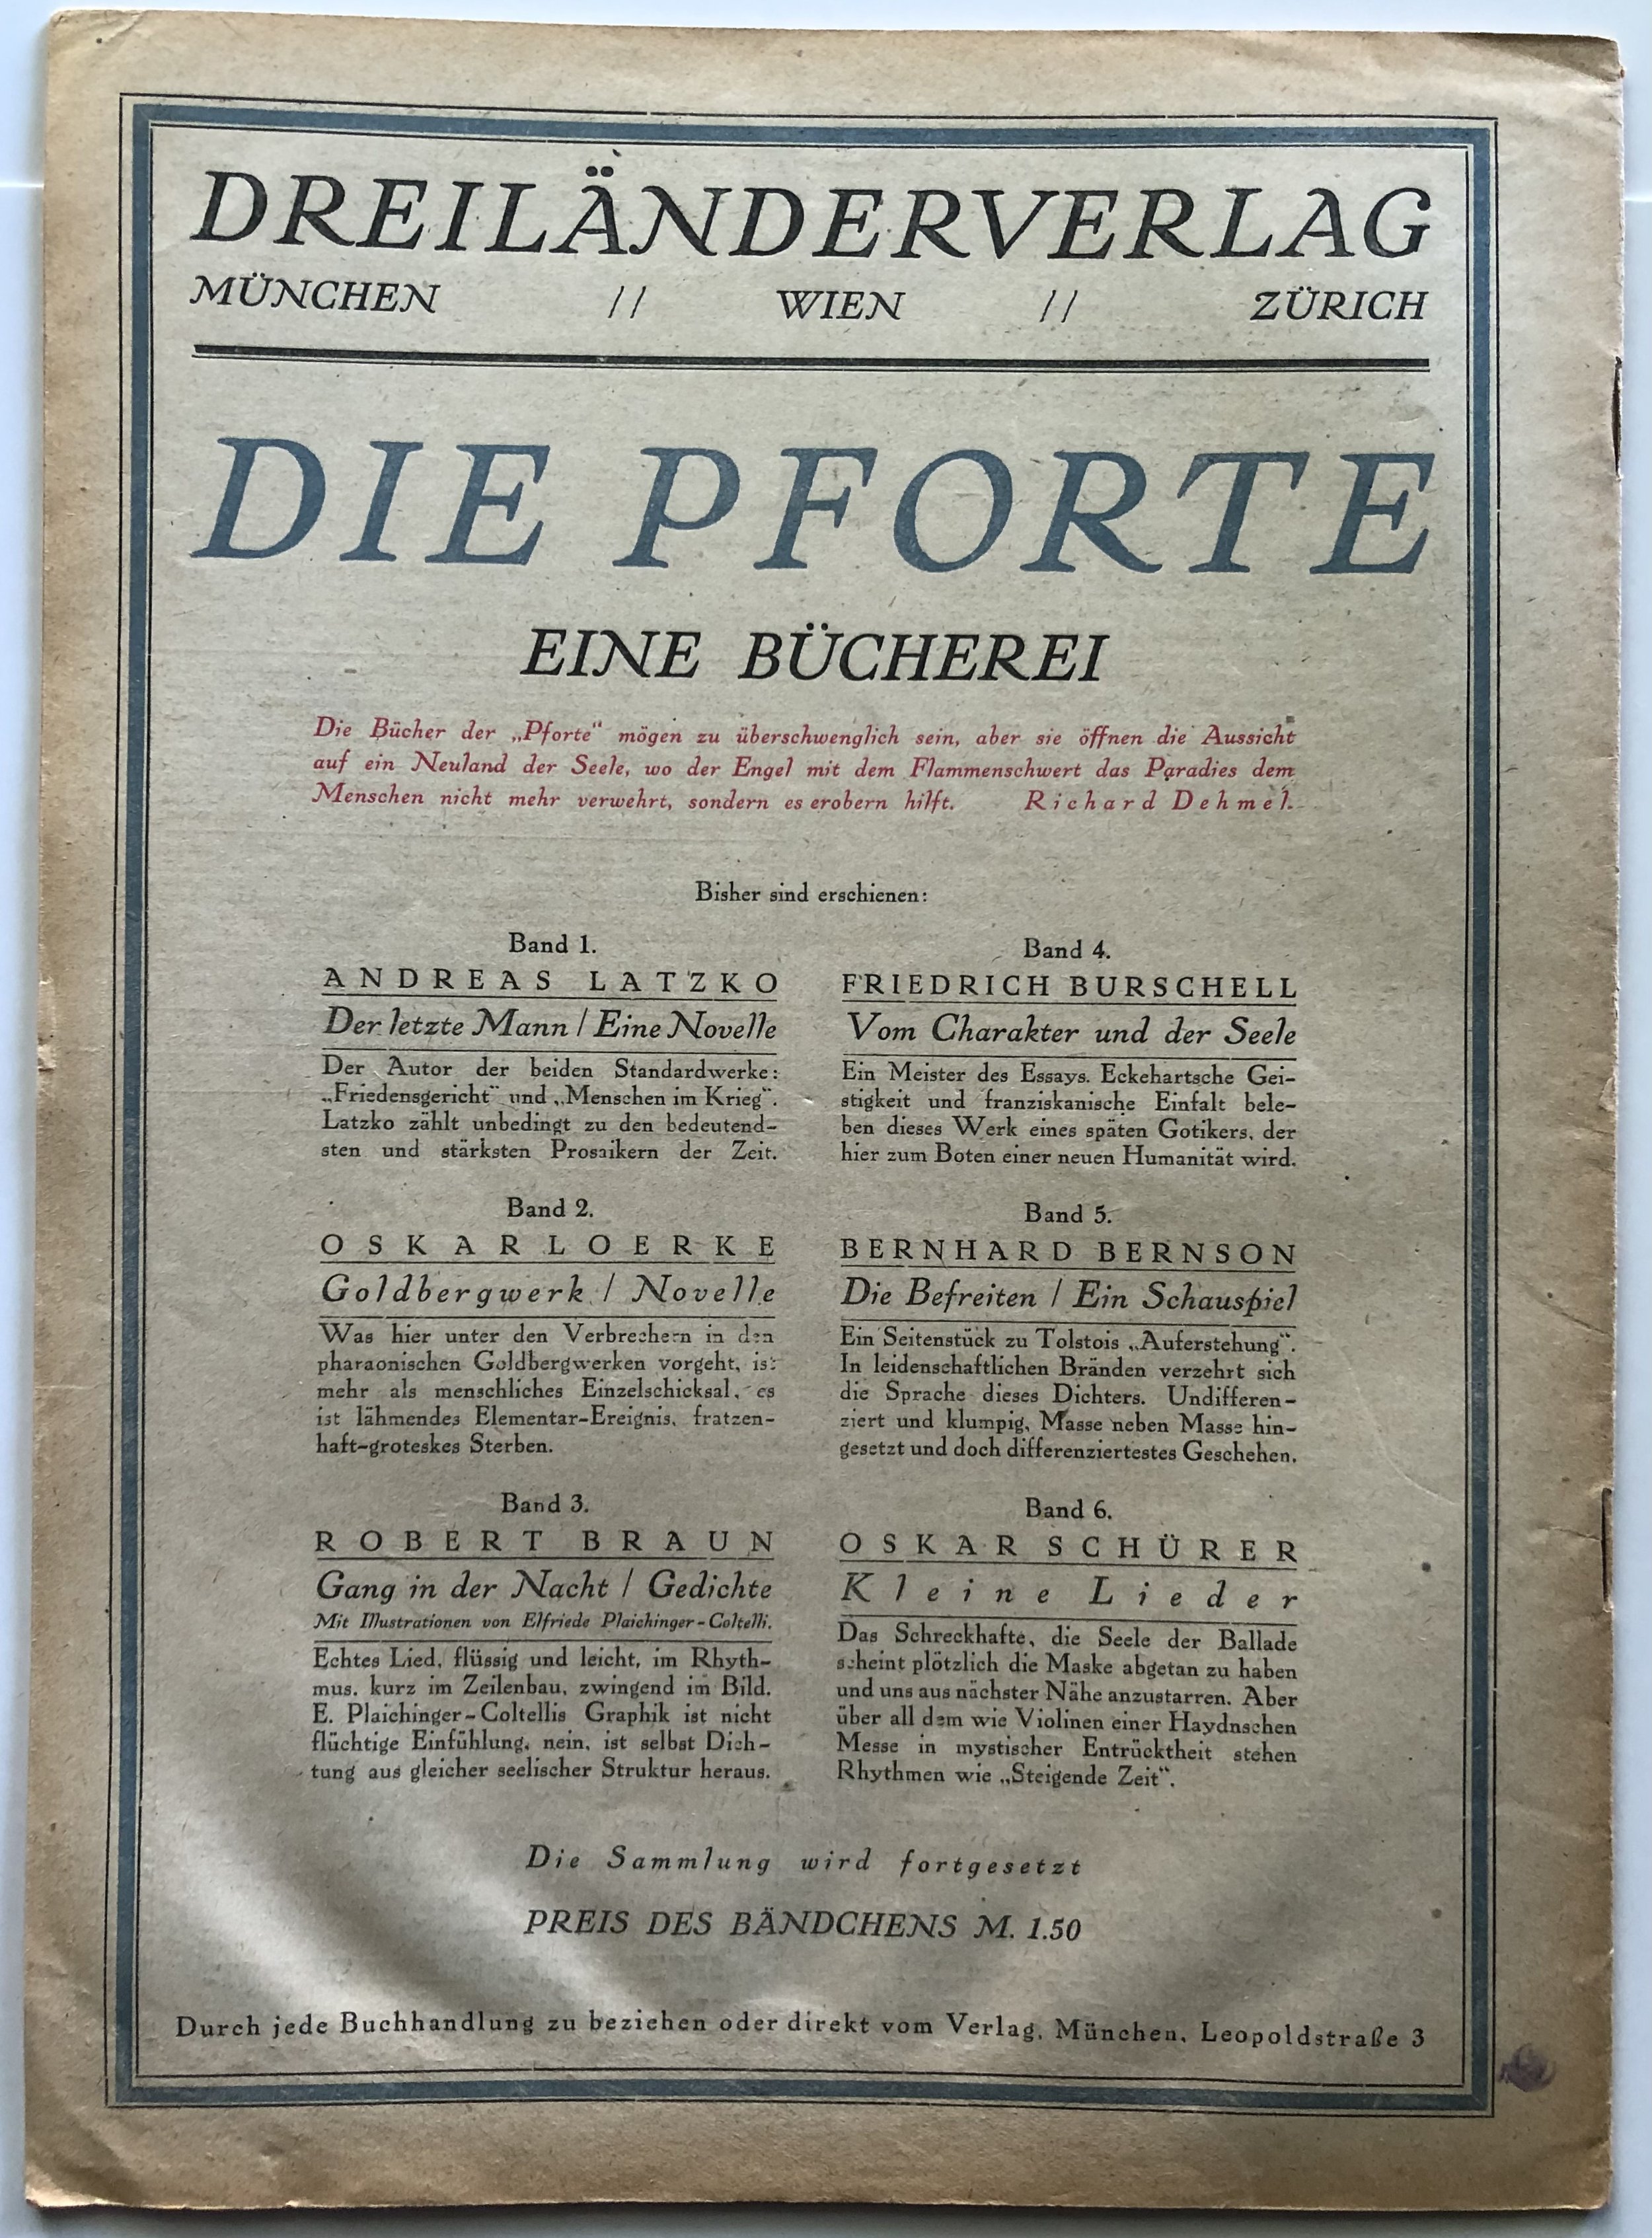 DREILÄNDERVERLAG
MÜNCHEN // WIEN // ZÜRICH
DIE PFORTE
EINE BÜCHEREI
Die Bücher der „Pforte“ mögen zu überschwenglich sein, aber sie öffnen die Aussicht
auf ein Neuland der Seele, wo der Engel mit dem Flammenschwert das Paradies dem
Menschen nicht mehr verwehrt, sondern es erobern hilft. Richard Dehmel.
Bisher sind erschienen:
Band 1.
ANDREAS LATZKO
Der letzte Mann / Eine Novelle
Der Autor der beiden Standardwerke:
„Friedensgericht“ und „Menschen im Krieg“.
Latzko zählt unbedingt zu den bedeutend-
sten und stärksten Prosaikern der Zeit.
Band 2.
OSKAR LOERKE
Goldbergwerk / Novelle
Was hier unter den Verbrechern in den
pharaonischen Goldbergwerken vorgeht, ist
mehr als menschliches Einzelschicksal, es
ist lähmendes Elementar-Ereignis, fratzen-
haft-groteskes Sterben.
Band 3.
ROBERT BRAUN
Gang in der Nacht / Gedichte
Mit Illustrationen von Elfriede Plaichinger-Coltelli.
Echtes Lied, flüssig und leicht, im Rhyth-
mus, kurz im Zeilenbau, zwingend im Bild.
E. Plaichinger-Coltellis Graphik ist nicht
flüchtige Einfühlung, nein, ist selbst Dich-
tung aus gleicher seelischer Struktur heraus.
Band 4.
FRIEDRICH BURSCHELL
Vom Charakter und der Seele
Ein Meister des Essays. Eckehartsche Gei-
stigkeit und franziskanische Einfalt bele-
ben dieses Werk eines späten Gotikers, der
hier zum Boten einer neuen Humanität wird.
Band 5.
BERNHARD BERNSON
Die Befreiten / Ein Schauspiel
Ein Seitenstück zu Tolstois „Auferstehung“.
In leidenschaftlichen Bränden verzehrt sich
die Sprache dieses Dichters. Undifferen-
ziert und klumpig, Masse neben Masse hin-
gesetzt und doch differenziertestes Geschehen.
Band 6.
OSKAR SCHÜRER
Kleine Lieder
Das Schreckhafte, die Seele der Ballade
scheint plötzlich die Maske abgetan zu haben
und uns aus nächster Nähe anzustarren. Aber
über all dem wie Violinen einer Haydnschen
Messe in mystischer Entrücktheit stehen
Rhythmen wie „Steigende Zeit“.
Die Sammlung wird fortgesetzt
PREIS DES BÄNDCHENS M. 1.50
Durch jede Buchhandlung zu beziehen oder direkt vom Verlag, München, Leopoldstraße 3